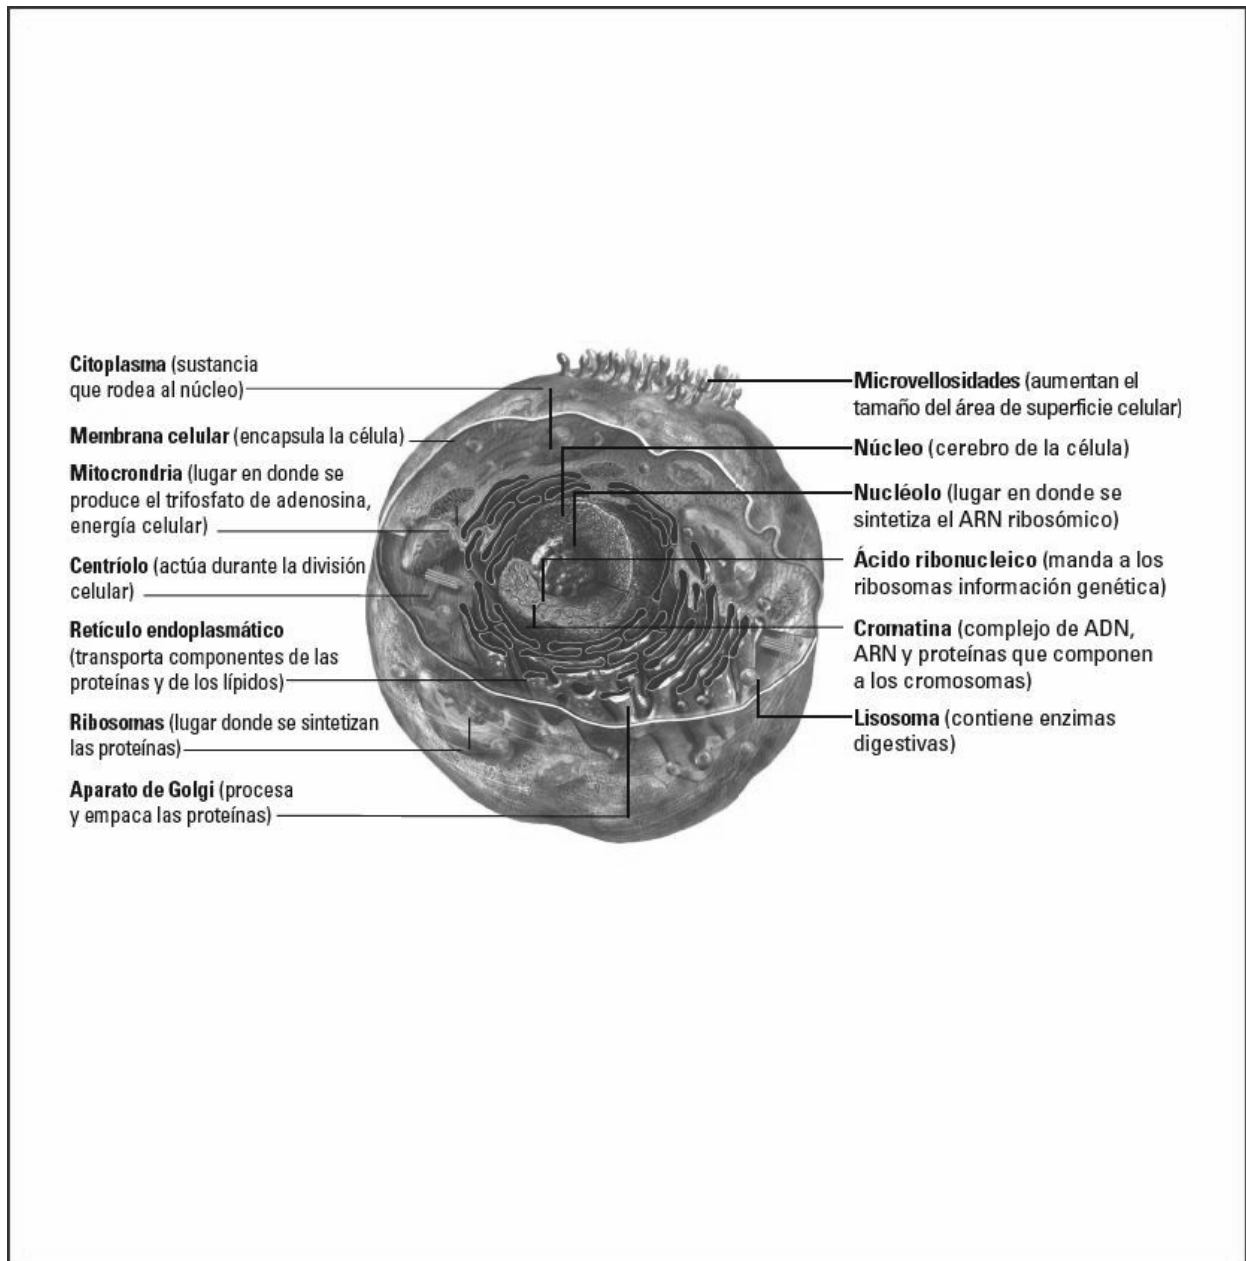 Citoplasma (sustancia
que rodea al núcleo)
Membrana celular (encapsula la célula)
Mitocrondria (lugar en donde se
produce el trifosfato de adenosina,
energía celular)
Centríolo (actúa durante la división
celular)
Retículo endoplasmático
(transporta componentes de las
proteínas y de los lípidos)
Ribosomas (lugar donde se sintetizan
las proteínas)
Aparato de Golgi (procesa
y empaca las proteínas)
Microvellosidades (aumentan el
tamaño del área de superficie celular)
Núcleo (cerebro de la célula)
Nucléolo (lugar en donde se
sintetiza el ARN ribosómico)
Ácido ribonucleico (manda a los
ribosomas información genética)
Cromatina (complejo de ADN,
ARN y proteínas que componen
a los cromosomas)
Lisosoma (contiene enzimas
digestivas)